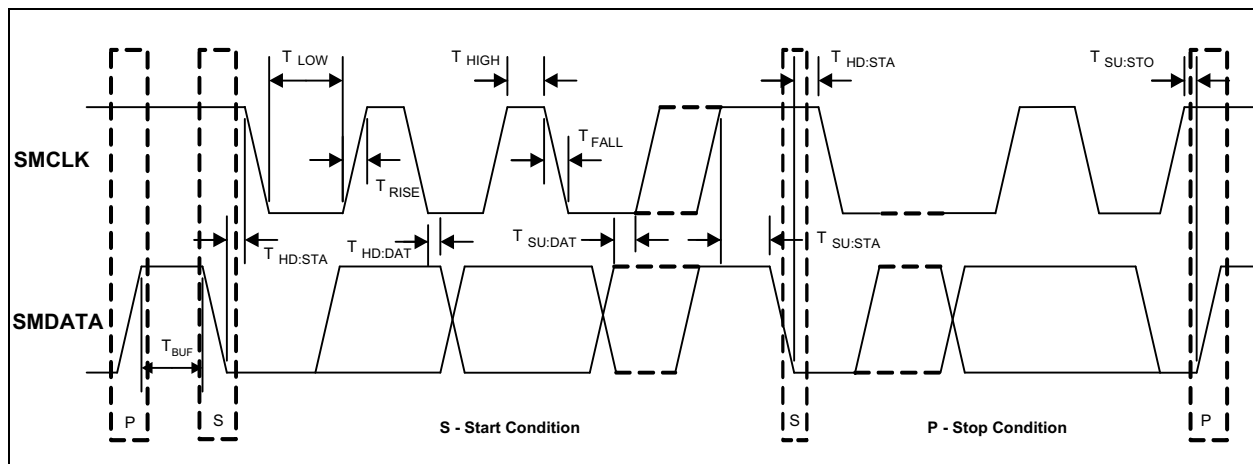 T LOW
T HIGH
T HD:STA
T SU:STO
SMCLK
T FALL
T RISE
T HD:STA
T HD:DAT
T SU:DAT
T SU:STA
SMDATA
T BUF
P
S
S - Start Condition
S
P - Stop Condition
P